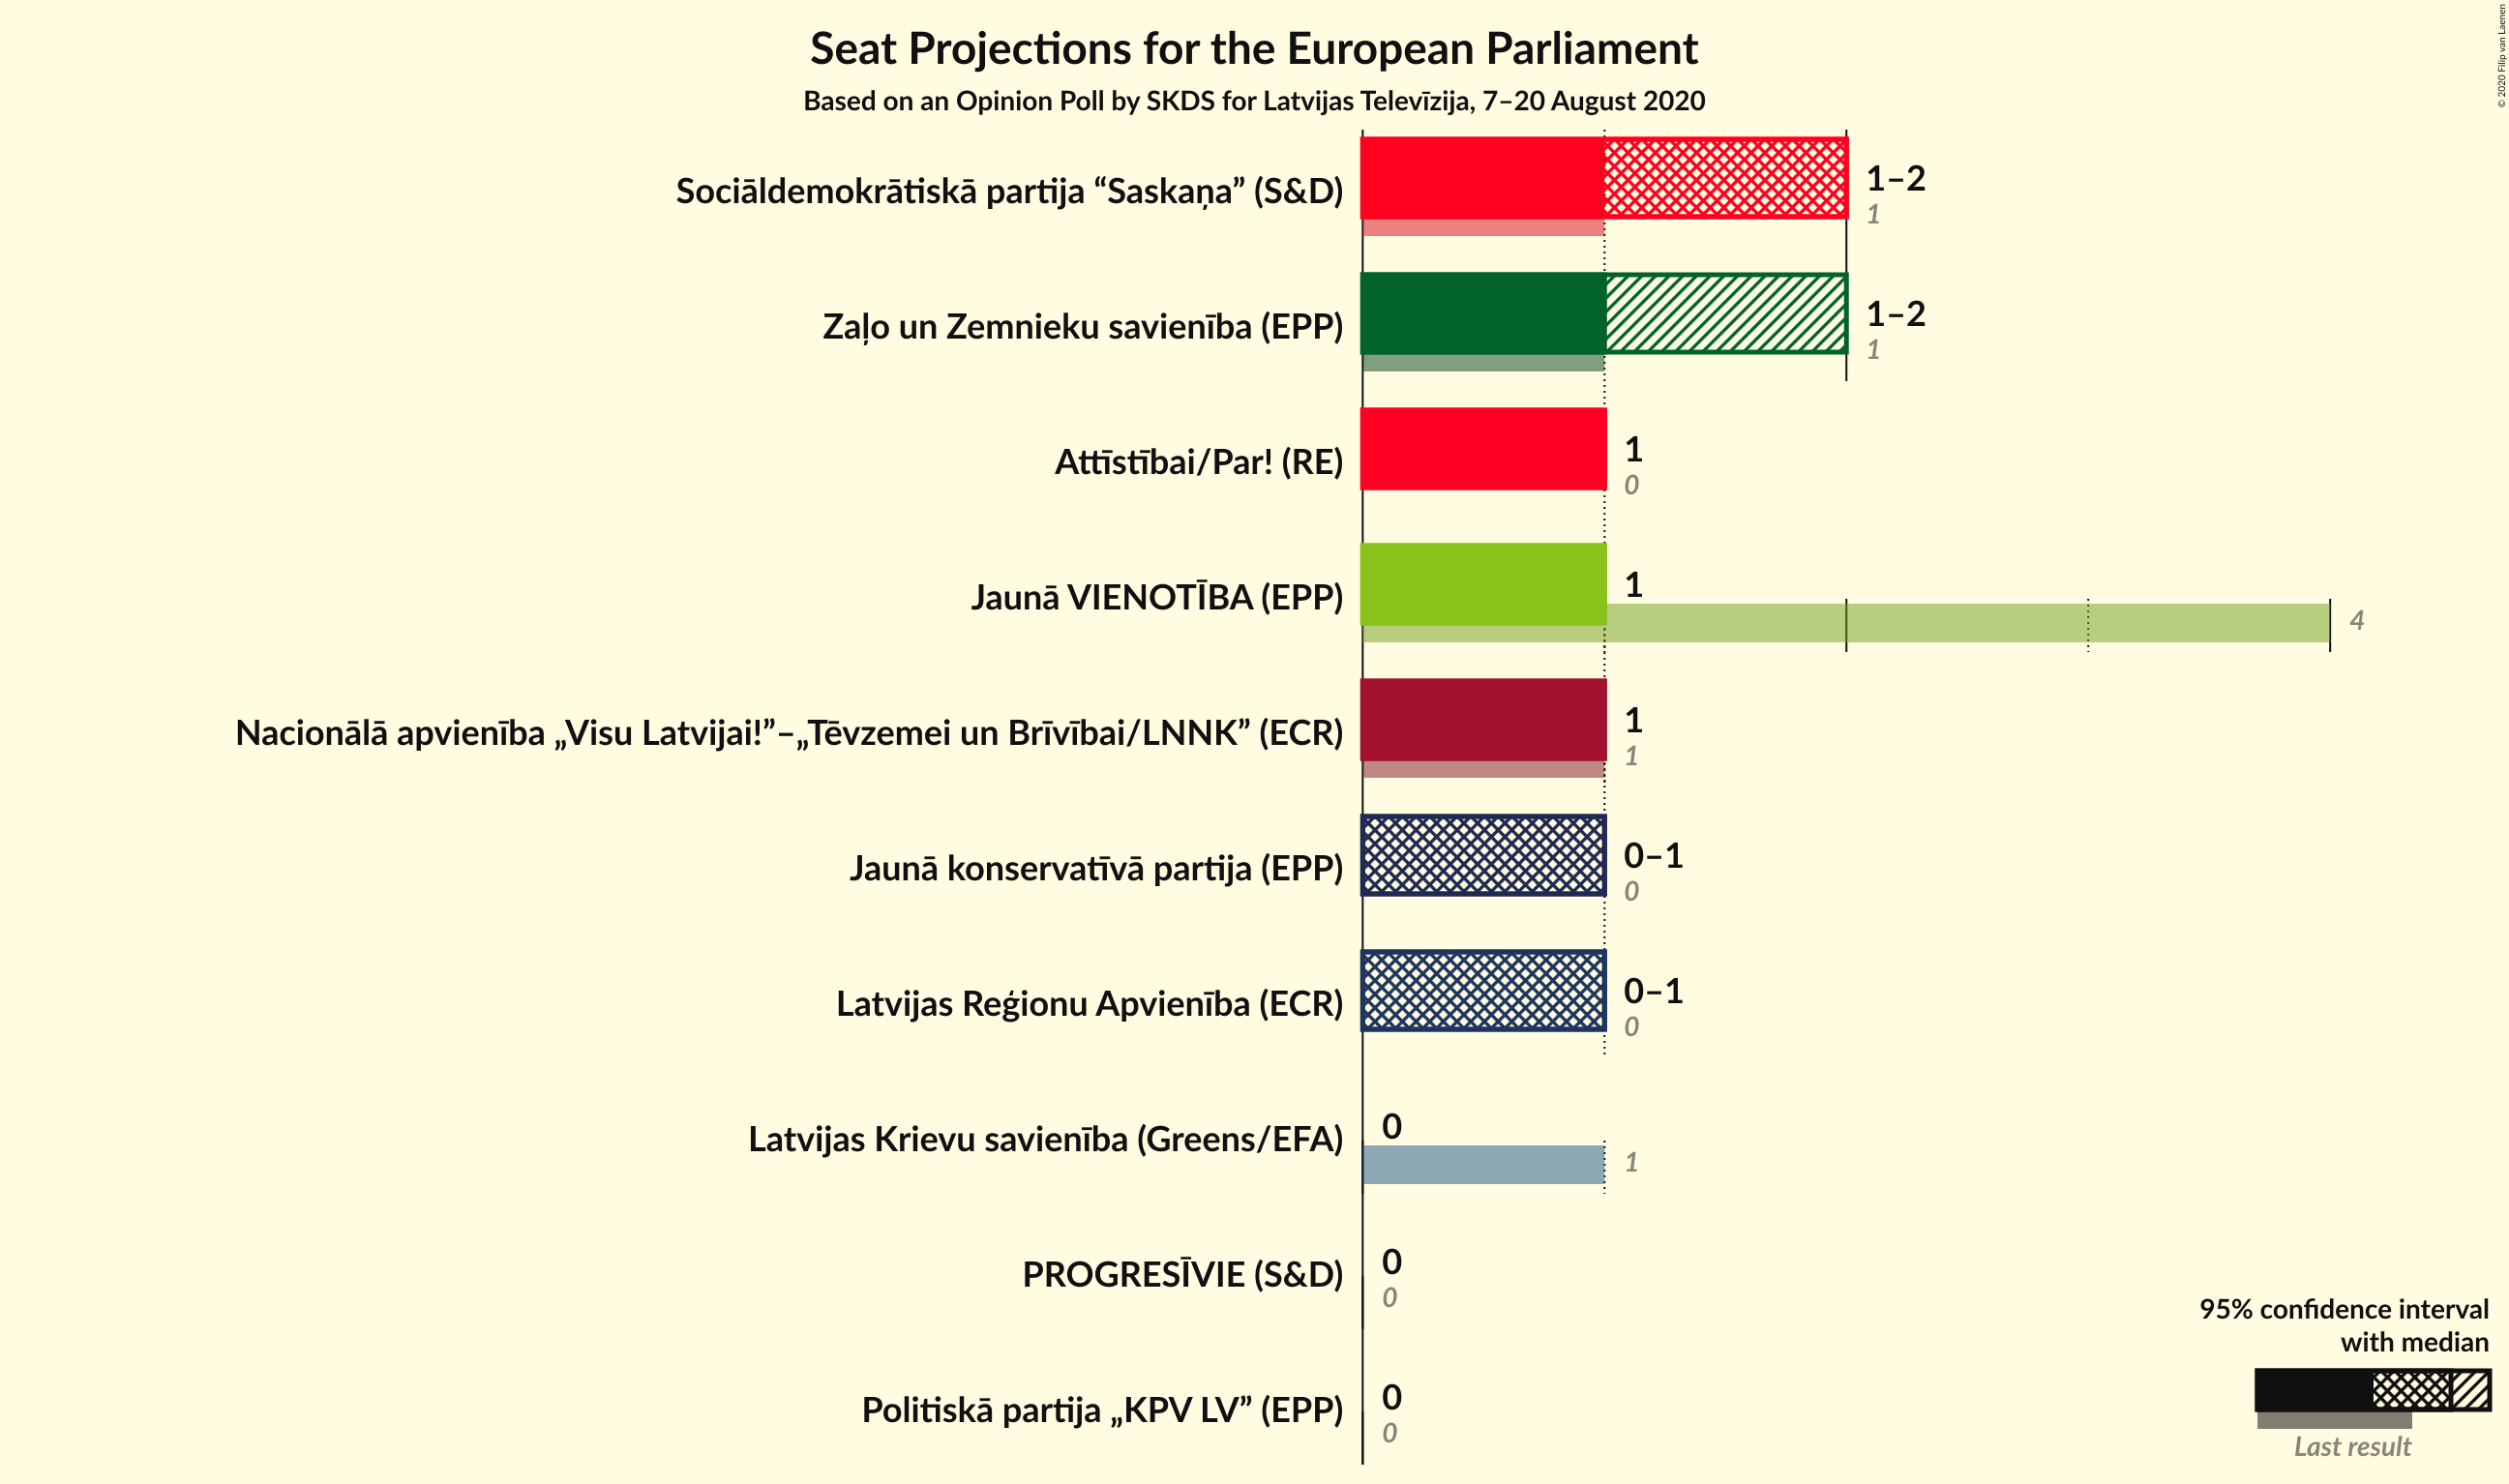 Seat Projections for the European Parliament
Based on an Opinion Poll by SKDS for Latvijas Televīzija, 7–20 August 2020
© 2020 Filip van Laenen
Sociāldemokrātiskā partija “Saskaņa” (S&D)
1–2
1
Zaļo un Zemnieku savienība (EPP)
1–2
1
Attīstībai/Par! (RE)
1
0
Jaunā VIENOTĪBA (EPP)
1
4
Nacionālā apvienība „Visu Latvijai!”–„Tēvzemei un Brīvībai/LNNK” (ECR)
1
1
Jaunā konservatīvā partija (EPP)
0–1
0
Latvijas Reģionu Apvienība (ECR)
0–1
0
Latvijas Krievu savienība (Greens/EFA)
0
1
PROGRESĪVIE (S&D)
0
0
Politiskā partija „KPV LV” (EPP)
0
0
95% confidence interval
with median
Last result